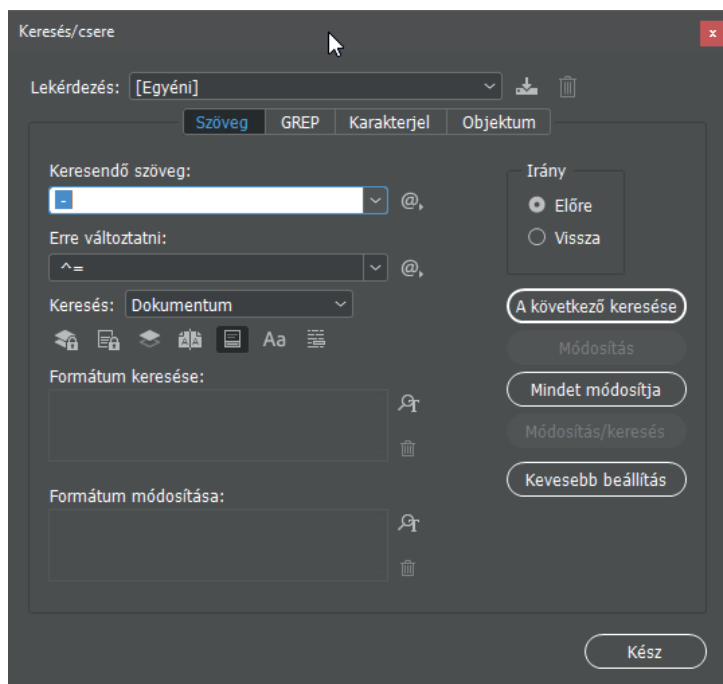 Keresés/csere
x
Lekérdezés: [Egyéni]
Szöveg GREP Karakterjel Objektum
Keresendő szöveg:
-
@
Erre változtatni:
^=
@
Keresés: Dokumentum
Aa
Formátum keresése:
Formátum módosítása:
Irány
Előre
Vissza
A következő keresése
Módosítás
Mindet módosítja
Módosítás/keresés
Kevesebb beállítás
Kész